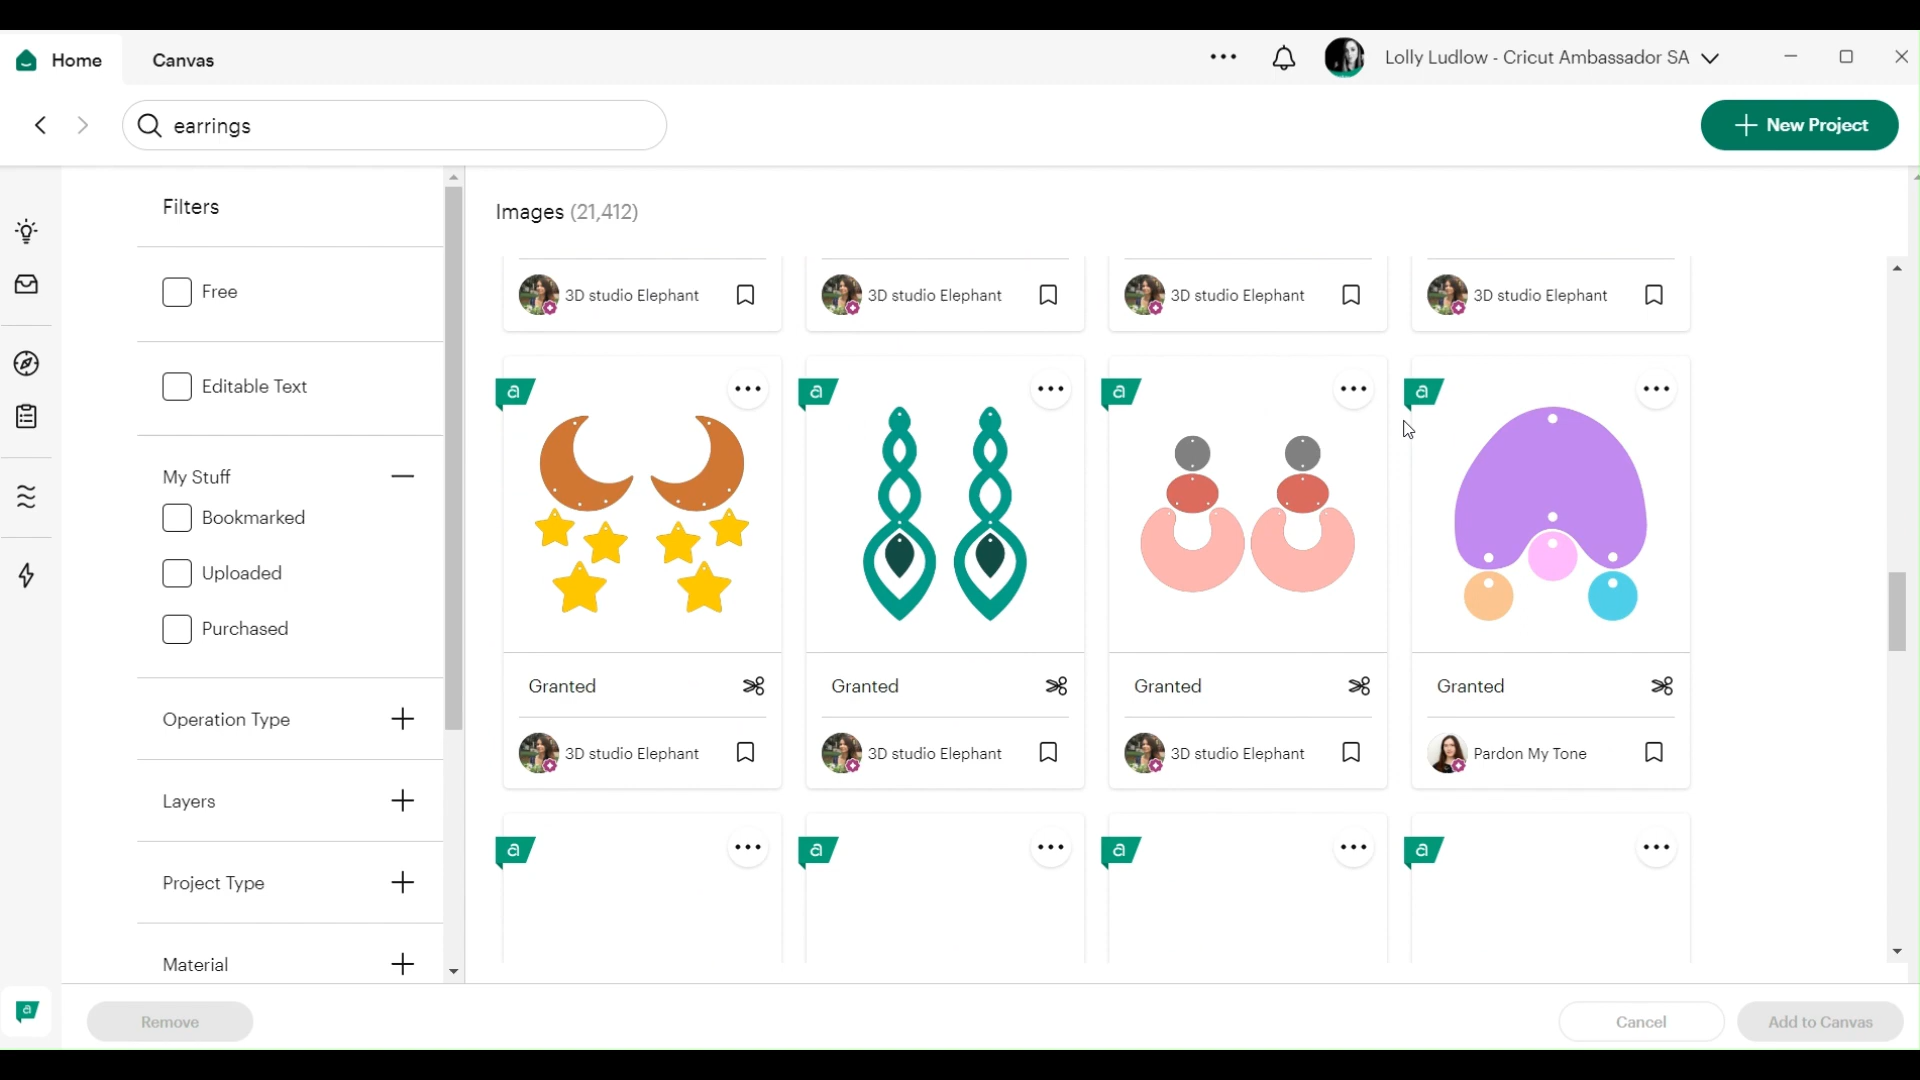 Home
Canvas
Lolly Ludlow - Cricut Ambassador SA
earrings
New Project
Filters
Free
Editable Text
My Stuff
Bookmarked
Uploaded
Purchased
Operation Type
Layers
Project Type
Material
Images (21,412)
3D studio Elephant
3D studio Elephant
3D studio Elephant
3D studio Elephant
a
a
a
a
Granted
Granted
Granted
Granted
3D studio Elephant
3D studio Elephant
3D studio Elephant
Pardon My Tone
a
a
a
a
a
Remove
Cancel
Add to Canvas